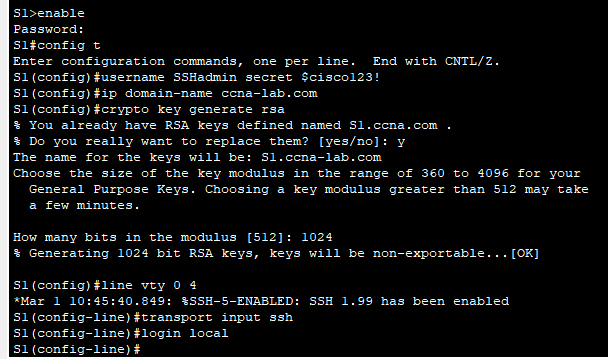 S1>enable
Password:
S1#config t
Enter configuration commands, one per line.  End with CNTL/Z.
S1(config)#username SSHadmin secret $cisco123!
S1(config)#ip domain-name ccna-lab.com
S1(config)#crypto key generate rsa
% You already have RSA keys defined named S1.ccna.com .
% Do you really want to replace them? [yes/no]: y
The name for the keys will be: S1.ccna-lab.com
Choose the size of the key modulus in the range of 360 to 4096 for your
  General Purpose Keys. Choosing a key modulus greater than 512 may take
  a few minutes.

How many bits in the modulus [512]: 1024
% Generating 1024 bit RSA keys, keys will be non-exportable...[OK]

S1(config)#line vty 0 4
*Mar 1 10:45:40.849: %SSH-5-ENABLED: SSH 1.99 has been enabled
S1(config-line)#transport input ssh
S1(config-line)#login local
S1(config-line)#